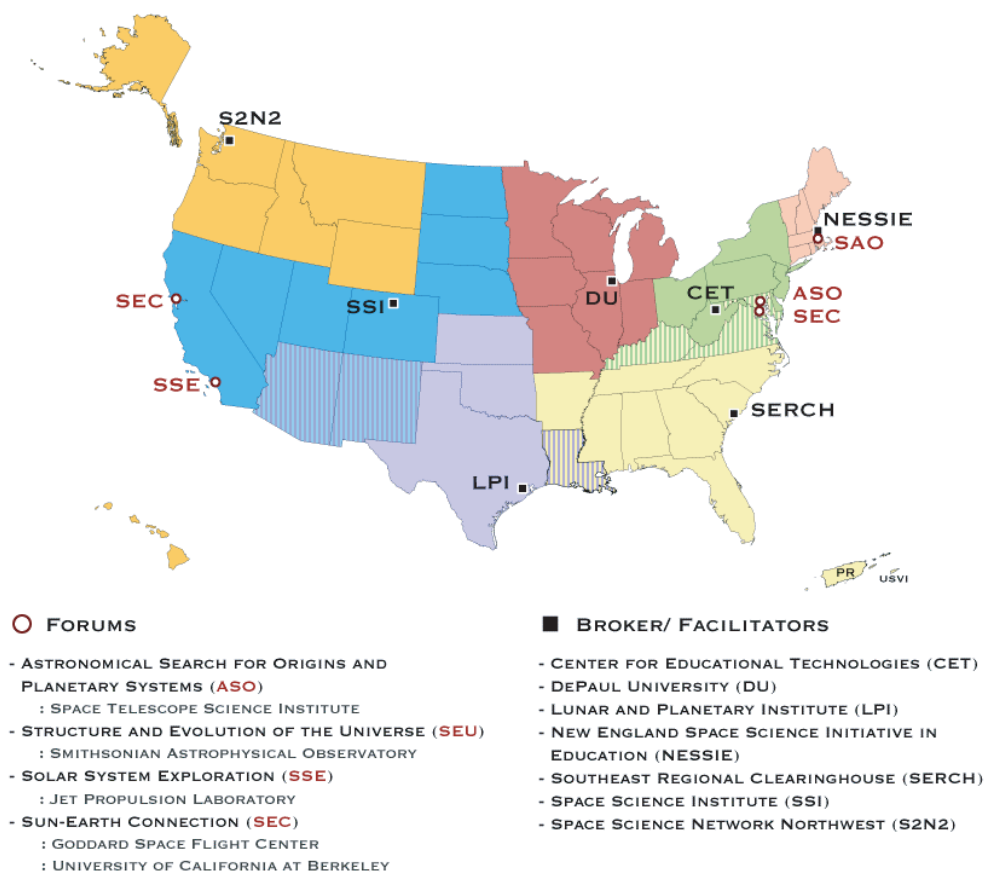 S2N2
NESSIE
SAO
SEC
SSI
DU
CET
ASO
SEC
SSE
SERCH
LPI
PR
USVI
Forums
- Astronomical Search for Origins and
Planetary Systems (ASO)
: Space Telescope Science Institute
- Structure and Evolution of the Universe (SEU)
: Smithsonian Astrophysical Observatory
- Solar System Exploration (SSE)
: Jet Propulsion Laboratory
- Sun-Earth Connection (SEC)
: Goddard Space Flight Center
: University of California at Berkeley
Broker/ Facilitators
- Center for Educational Technologies (CET)
- DePaul University (DU)
- Lunar and Planetary Institute (LPI)
- New England Space Science Initiative in
Education (NESSIE)
- Southeast Regional Clearinghouse (SERCH)
- Space Science Institute (SSI)
- Space Science Network Northwest (S2N2)